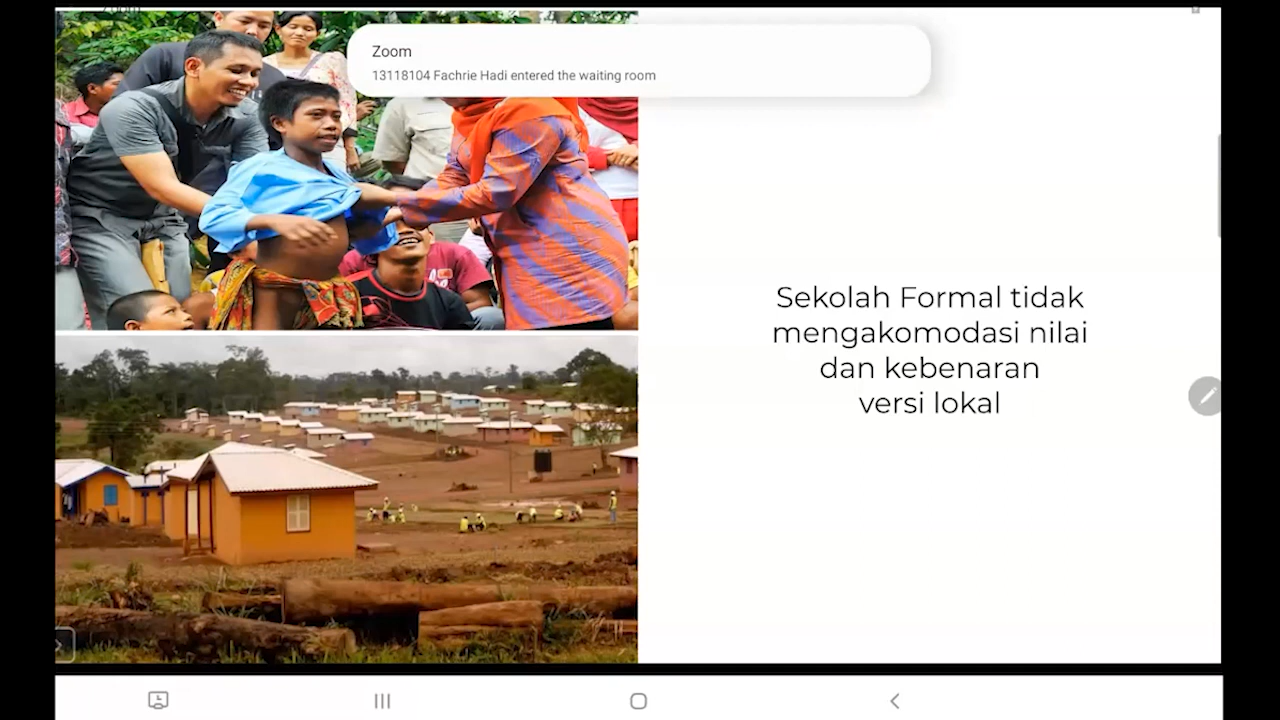 Zoom
13118104 Fachrie Hadi entered the waiting room
Sekolah Formal tidak
mengakomodasi nilai
dan kebenaran
versi lokal